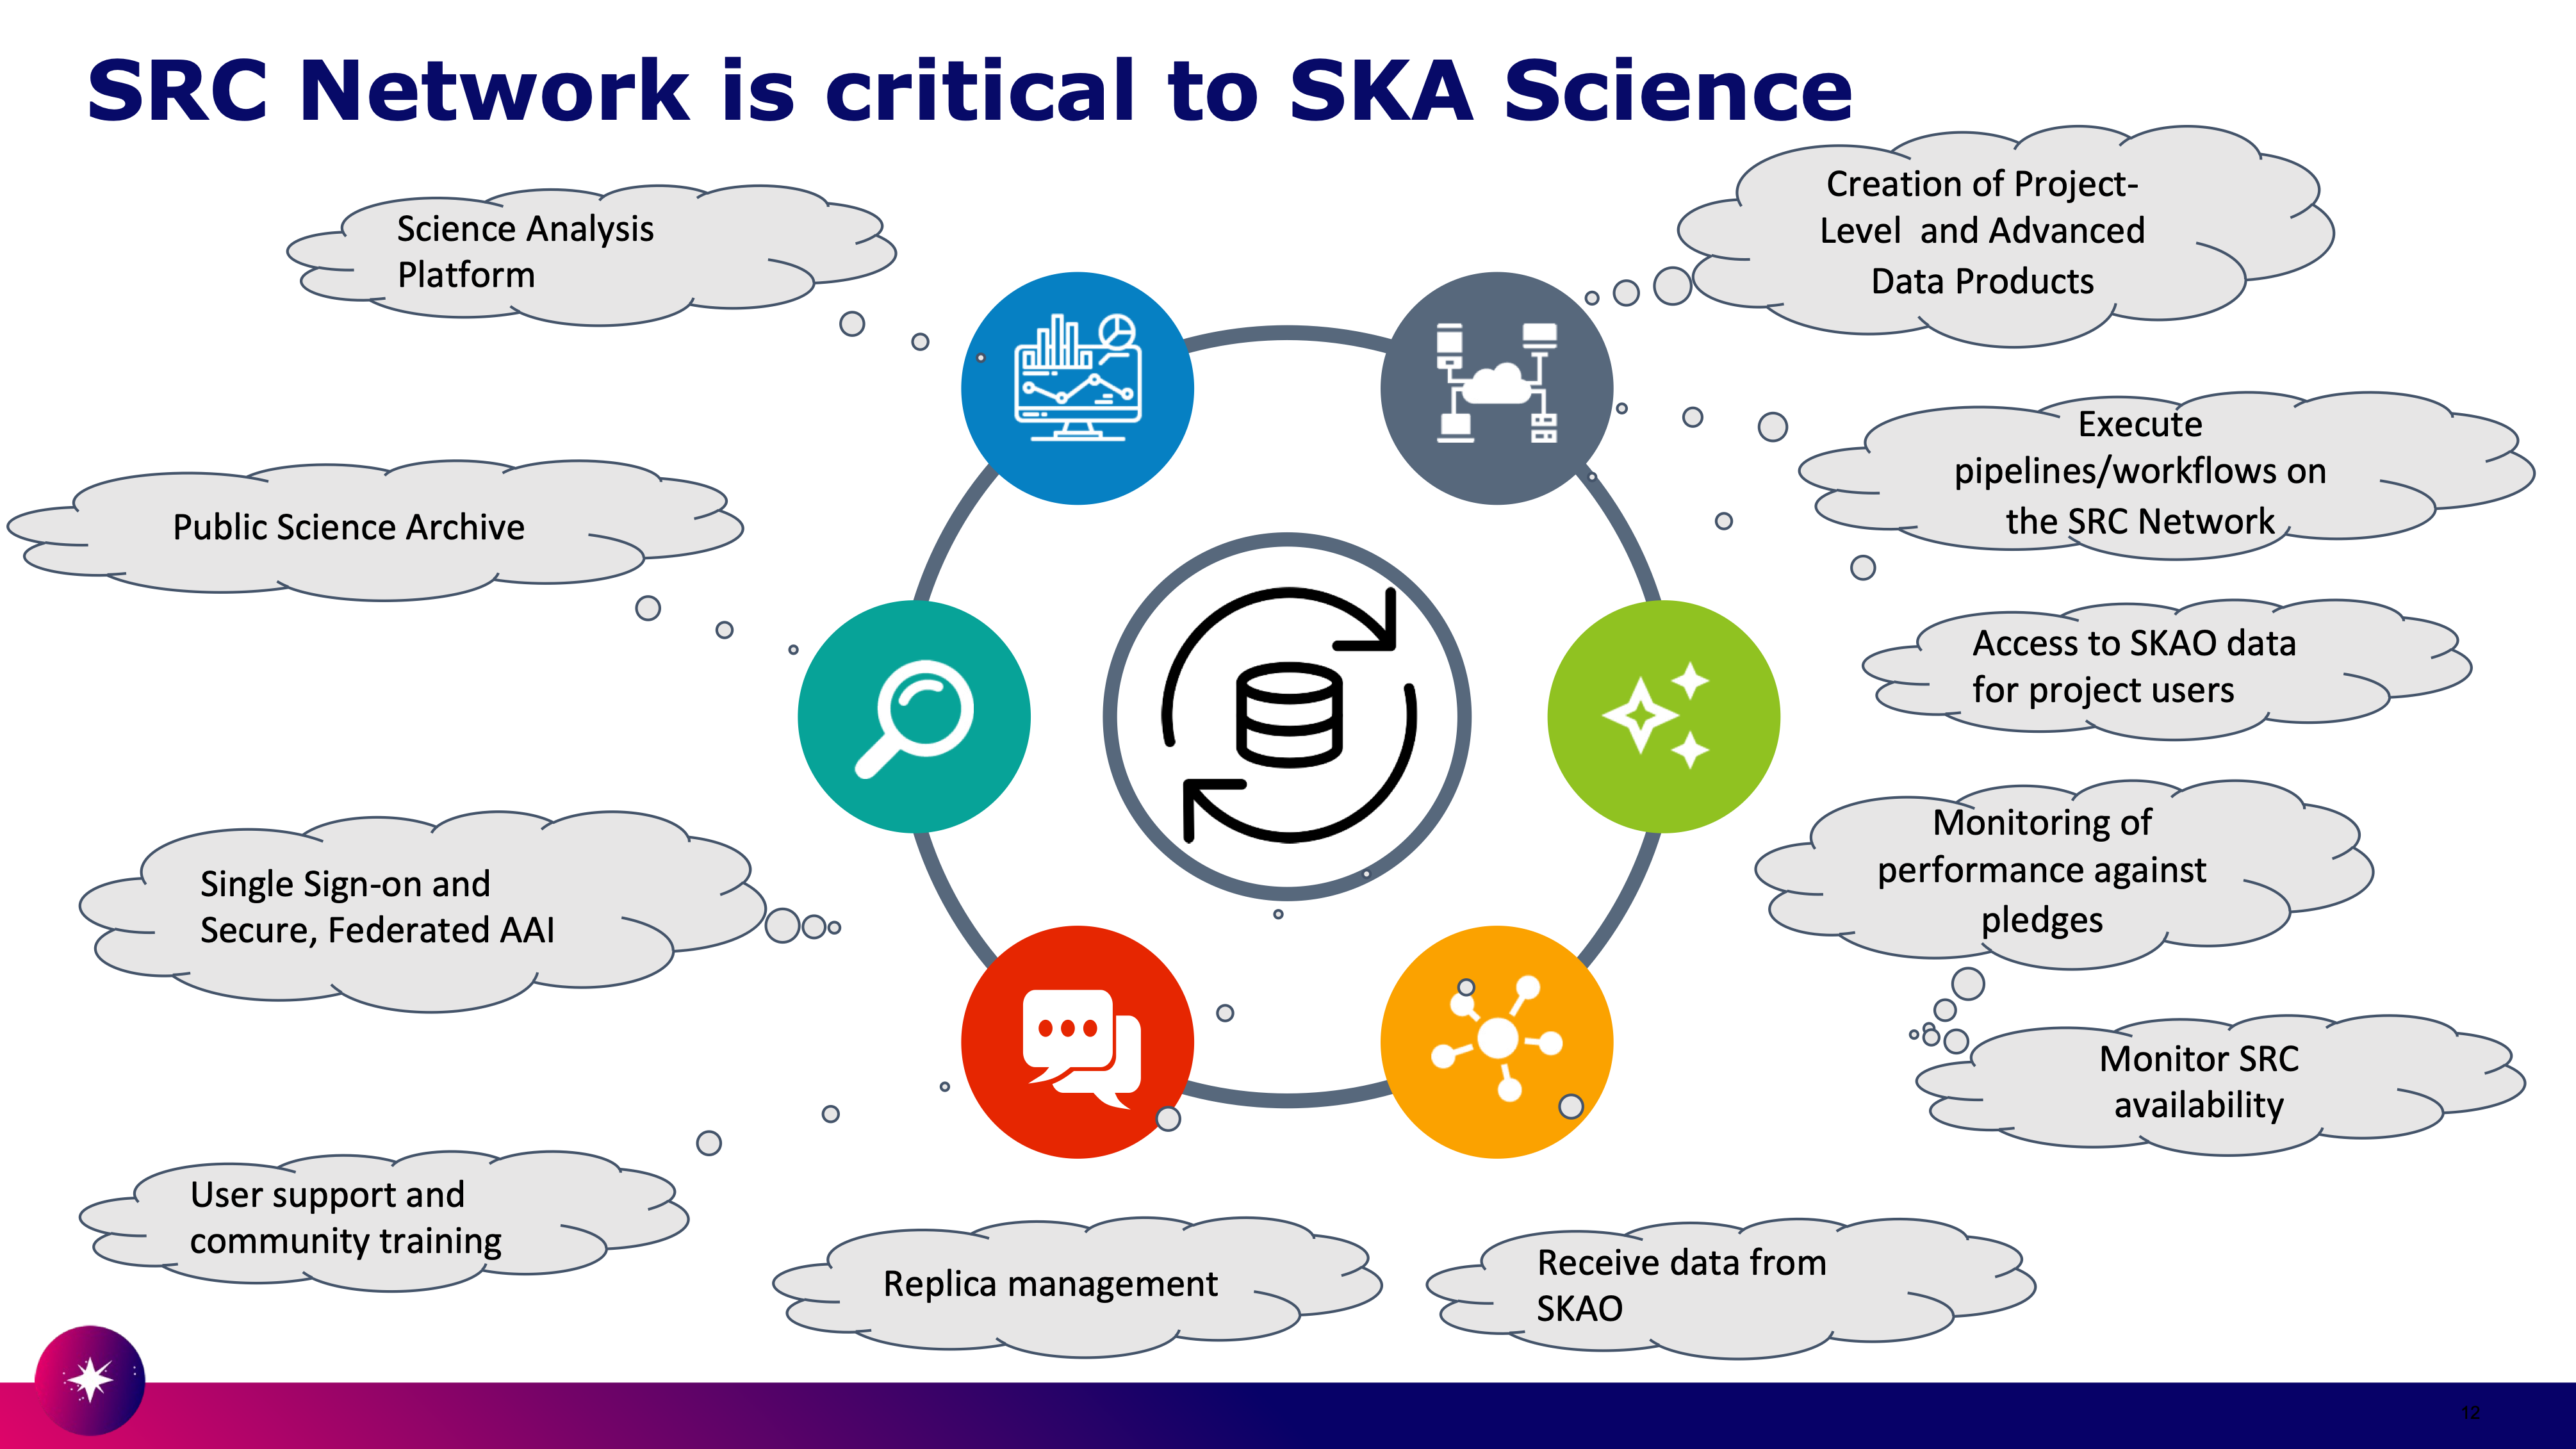 SRC Network is critical to SKA Science
Science Analysis
Platform
Creation of Project-
Level  and Advanced
Data Products
Public Science Archive
Execute
pipelines/workflows on
the SRC Network
Access to SKAO data
for project users
Single Sign-on and
Secure, Federated AAI
Monitoring of
performance against
pledges
Monitor SRC
availability
User support and
community training
Replica management
Receive data from
SKAO
12